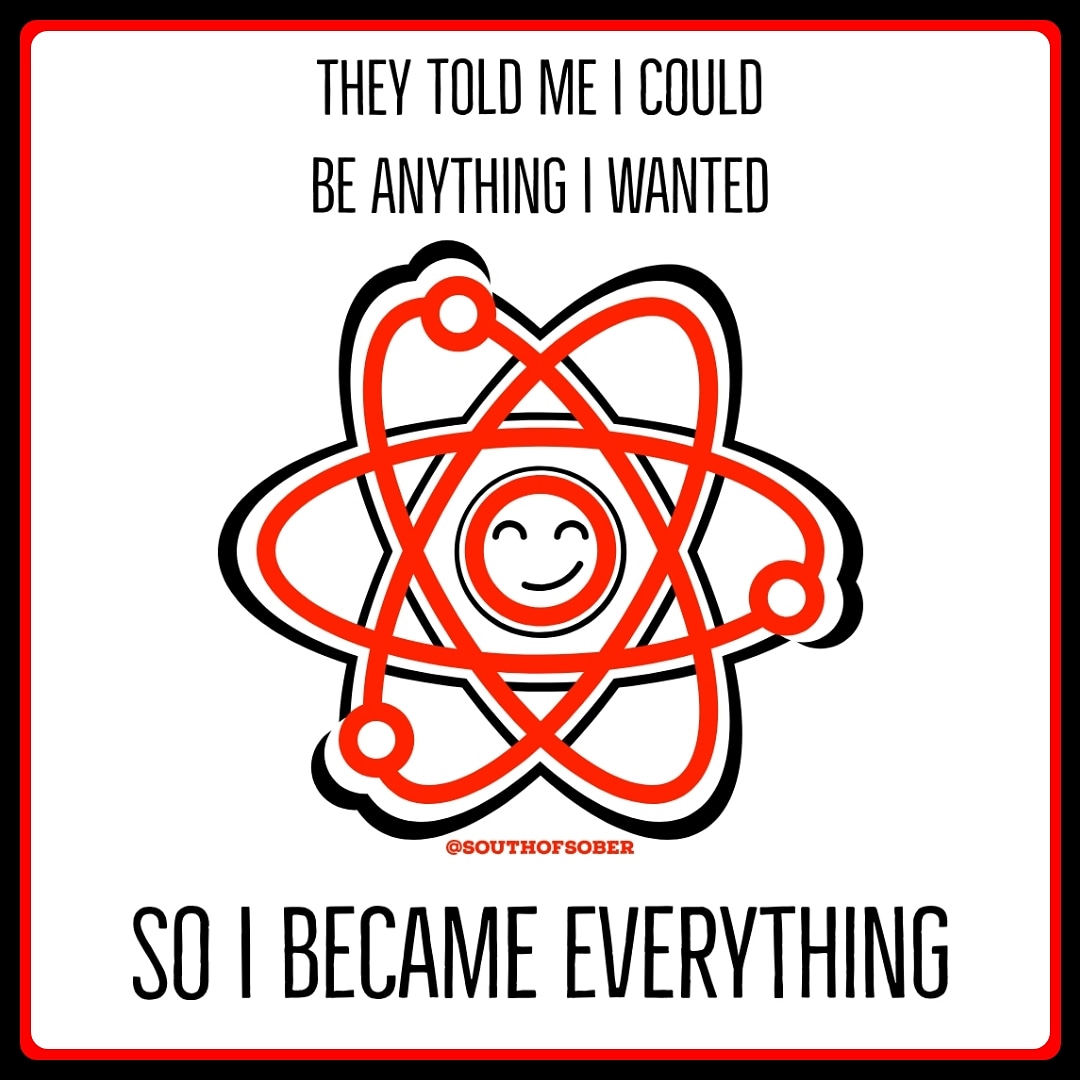 THEY TOLD ME I COULD
BE ANYTHING I WANTED
@SOUTHOFSOBER
SO I BECAME EVERYTHING